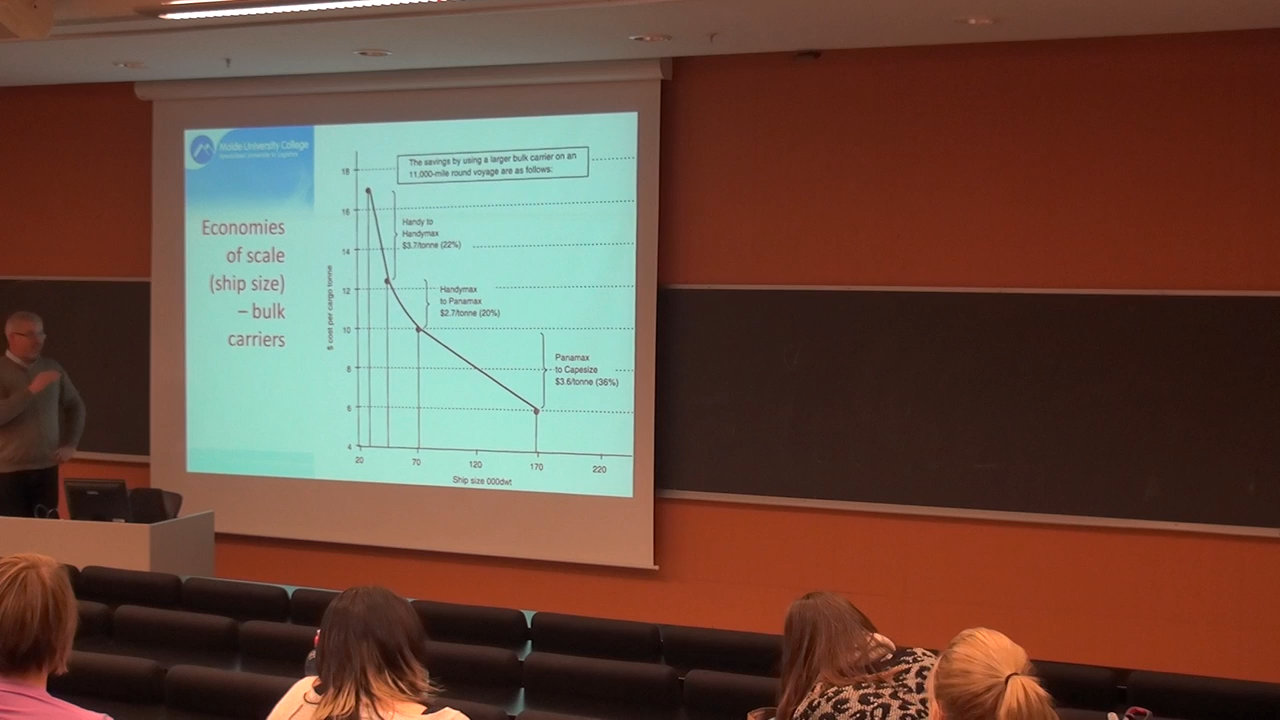 Molde University College
Economies
of scale
(ship size)
– bulk
carriers
The savings by using a larger bulk carrier on an
11,000-mile round voyage are as follows:
18
16
14
12
10
8
6
4
$ cost per cargo tonne
Handy to
Handymax
$3.7/tonne (22%)
Handymax
to Panamax
$2.7/tonne (20%)
Panamax
to Capesize
$3.6/tonne (36%)
20
70
120
170
220
Ship size 000dwt